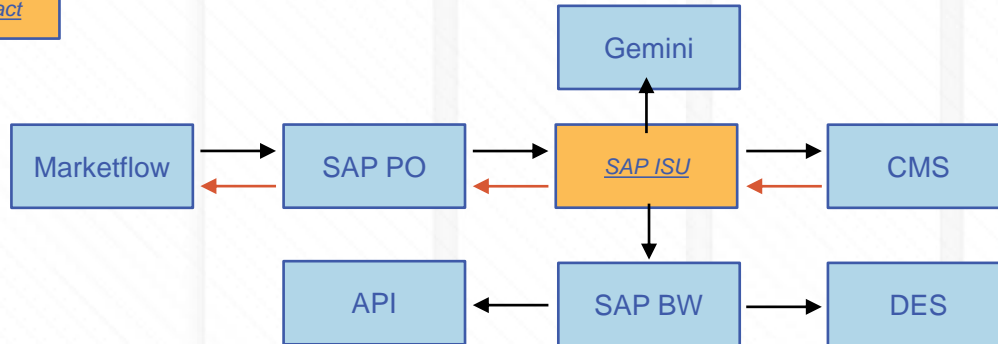 act
Gemini
Marketflow
SAP PO
SAP ISU
CMS
API
SAP BW
DES